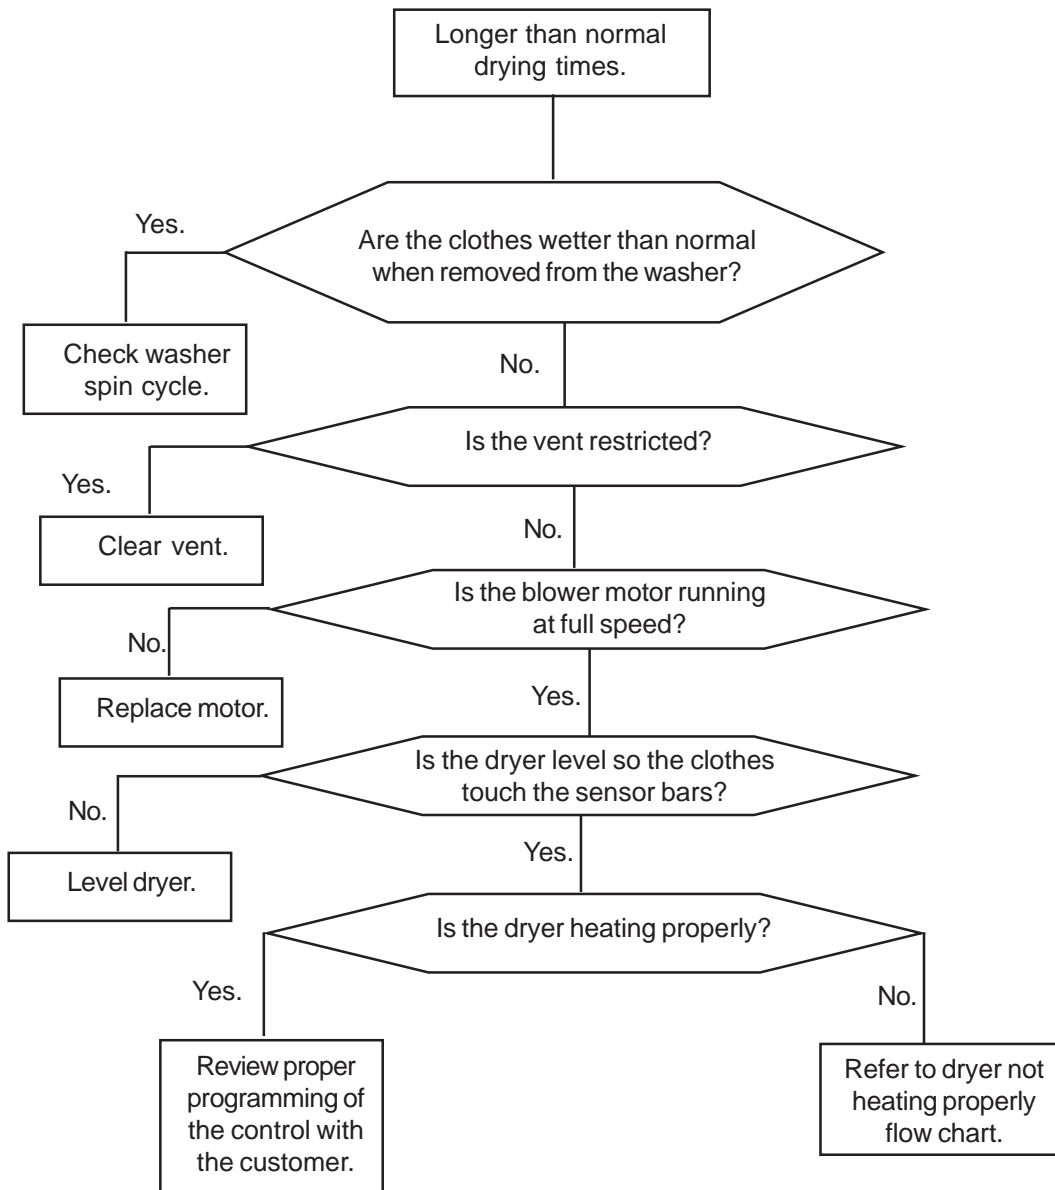 Longer than normal
drying times.
Yes.
Are the clothes wetter than normal
when removed from the washer?
Check washer
spin cycle.
No.
Is the vent restricted?
Yes.
Clear vent.
No.
Is the blower motor running
at full speed?
No.
Replace motor.
Yes.
Is the dryer level so the clothes
touch the sensor bars?
No.
Level dryer.
Yes.
Is the dryer heating properly?
Yes.
No.
Review proper
programming of
the control with
the customer.
Refer to dryer not
heating properly
flow chart.